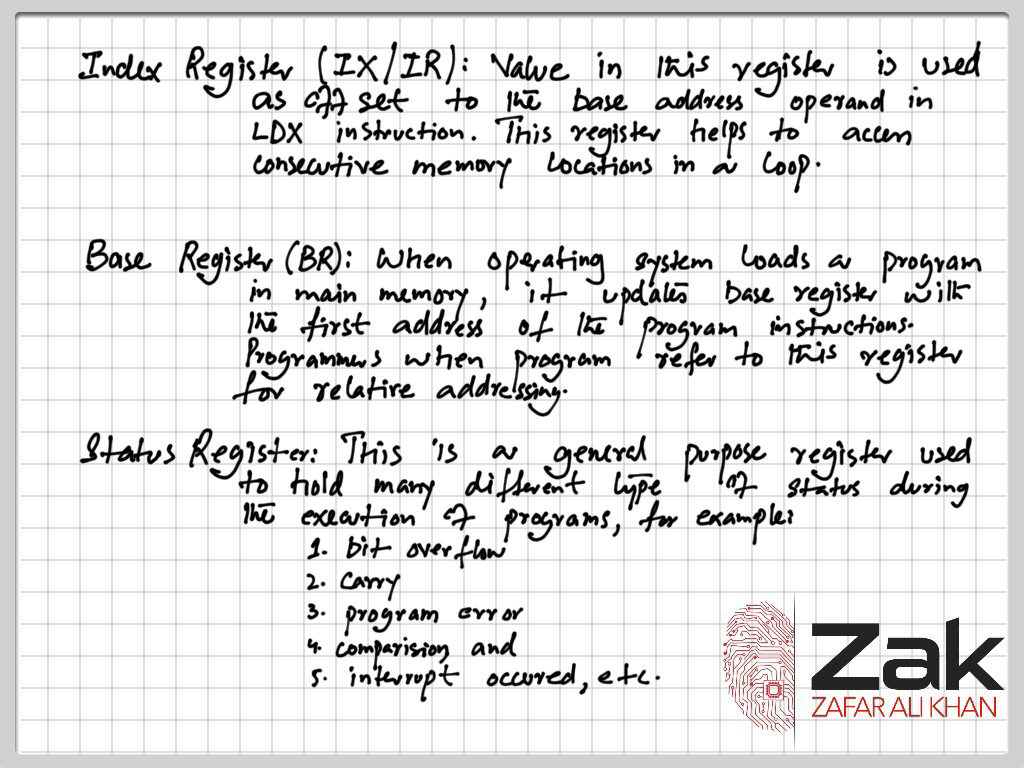 Index Register (IX/IR): Value in this register is used
as off set to the base address operand in
LDX instruction. This register helps to access
consecutive memory locations in a loop.
Base Register (BR): When operating system loads a program
in main memory, it updates base register with
the first address of the program instructions.
Programmers when program refer to this register
for relative addressing.
Status Register: This is a general purpose register used
to hold many different type of status during
the execution of programs, for example:
1. bit overflow
2. carry
3. program error
4. comparision and
5. interrupt occured, etc.
Zak
ZAFAR ALI KHAN